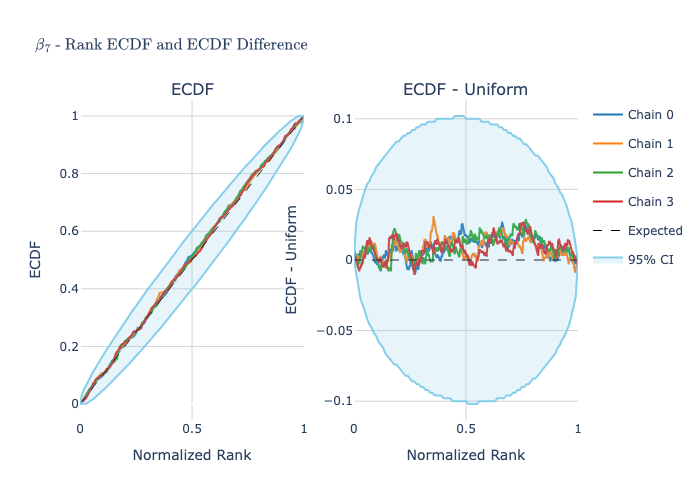 β₇ - Rank ECDF and ECDF Difference
ECDF
ECDF - Uniform
ECDF
1
0.8
0.6
0.4
0.2
0
0
0.5
1
Normalized Rank
ECDF - Uniform
0.1
0.05
0
−0.05
−0.1
0
0.5
1
Normalized Rank
Chain 0
Chain 1
Chain 2
Chain 3
Expected
95% CI